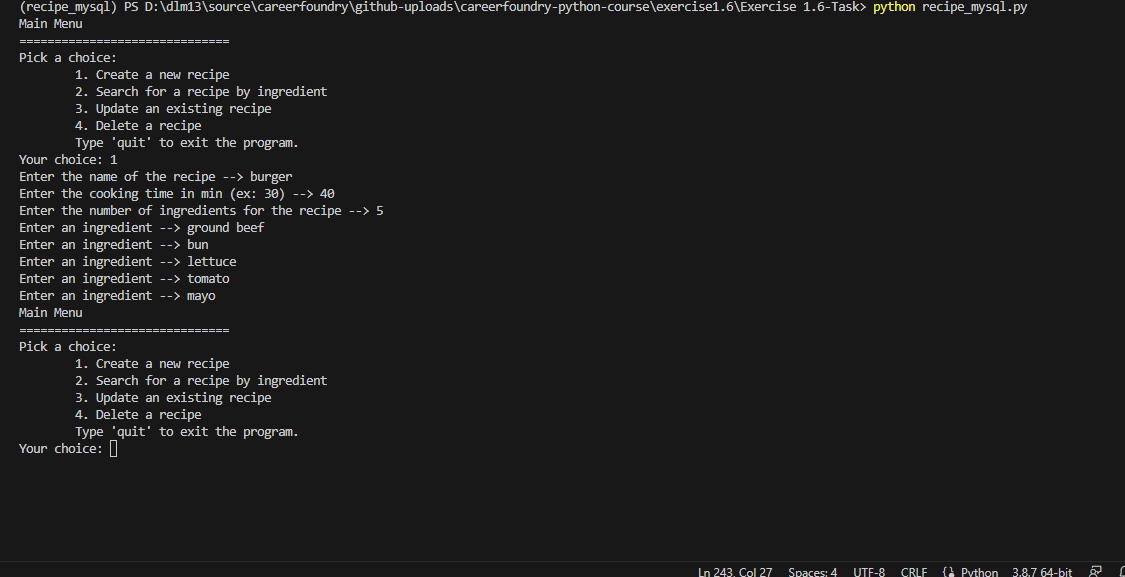 (recipe_mysql) PS D:\dlm13\source\careerfoundry\github-uploads\careerfoundry-python-course\exercise1.6\Exercise 1.6-Task> python recipe_mysql.py
Main Menu
==============================
Pick a choice:
        1. Create a new recipe
        2. Search for a recipe by ingredient
        3. Update an existing recipe
        4. Delete a recipe
        Type 'quit' to exit the program.
Your choice: 1
Enter the name of the recipe --> burger
Enter the cooking time in min (ex: 30) --> 40
Enter the number of ingredients for the recipe --> 5
Enter an ingredient --> ground beef
Enter an ingredient --> bun
Enter an ingredient --> lettuce
Enter an ingredient --> tomato
Enter an ingredient --> mayo
Main Menu
==============================
Pick a choice:
        1. Create a new recipe
        2. Search for a recipe by ingredient
        3. Update an existing recipe
        4. Delete a recipe
        Type 'quit' to exit the program.
Your choice:
Ln 243, Col 27 Spaces: 4 UTF-8 CRLF Python 3.8.7 64-bit